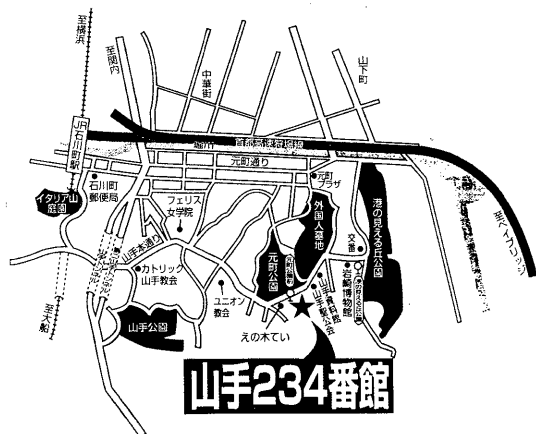 至横浜
至関内
中華街
山下町
JR石川町駅
堀川
首都高速狩場線
元町通り
石川町
郵便局
元町
プラザ
イタリア山
庭園
フェリス
女学院
外国人墓地
港の見える丘公園
交番
至ベイブリッジ
山手本通り
カトリック
山手教会
元町公園
岩崎博物館
山手資料館
山手聖公会
ユニオン
教会
至大船
山手公園
えの木てい
山手234番館